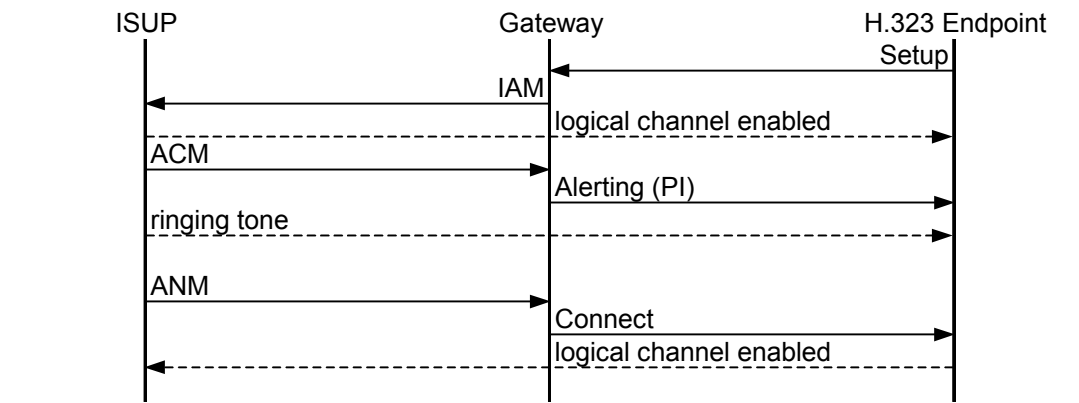 ISUP Gateway H.323 Endpoint
Setup
IAM
logical channel enabled
ACM
Alerting (PI)
ringing tone
ANM
Connect
logical channel enabled